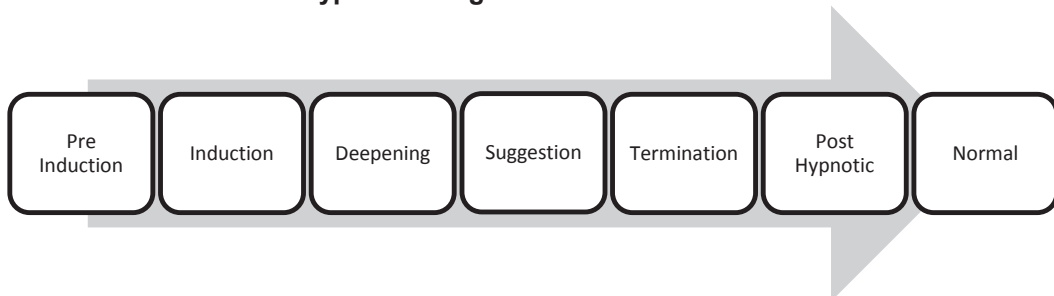 Pre
Induction
Induction
Deepening
Suggestion
Termination
Post
Hypnotic
Normal